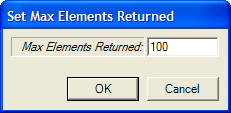 Set Max Elements Returned
Max Elements Returned: 100
OK Cancel